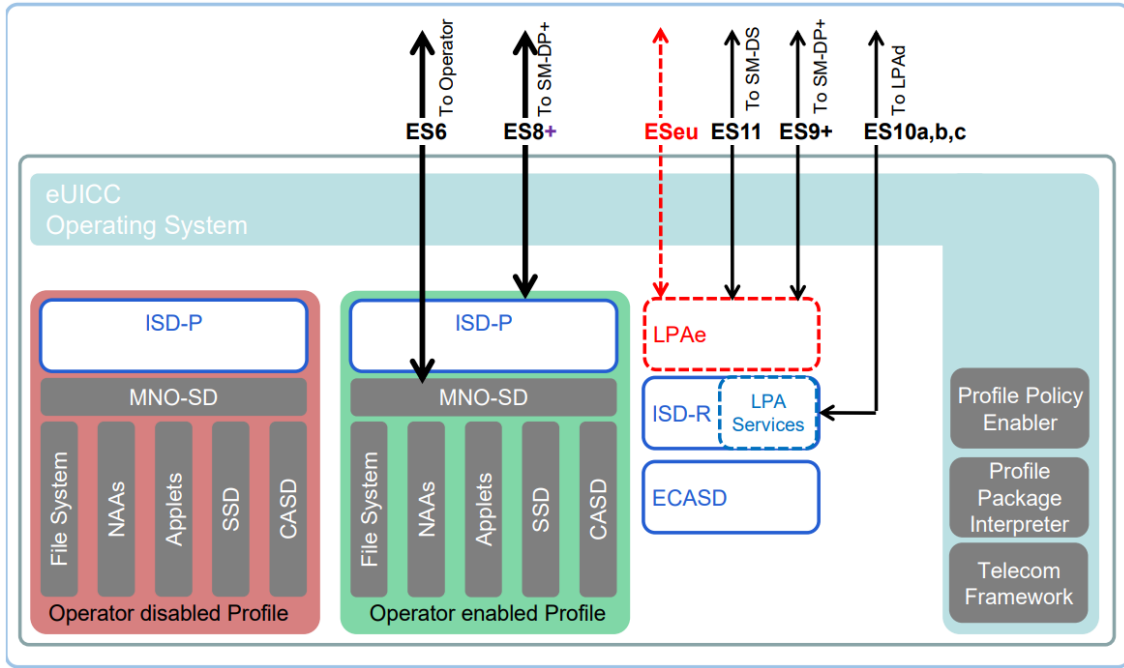 To Operator
To SM-DP+
To SM-DS
To SM-DP+
To LPAd
ES6
ES8+
ESeu
ES11
ES9+
ES10a,b,c
eUICC
Operating System
ISD-P
MNO-SD
File System
NAAs
Applets
SSD
CASD
Operator disabled Profile
ISD-P
MNO-SD
File System
NAAs
Applets
SSD
CASD
Operator enabled Profile
LPAe
ISD-R
LPA
Services
ECASD
Profile Policy
Enabler
Profile
Package
Interpreter
Telecom
Framework